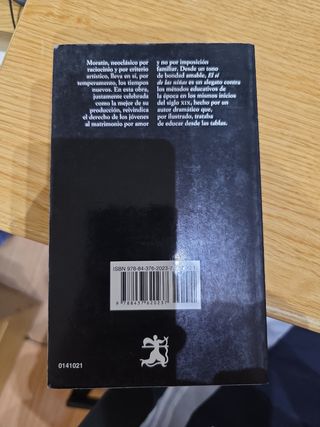 Moratín, neoclásico por
raciocinio y por criterio
artístico, lleva en sí, por
temperamento, los tiempos
nuevos. En esta obra,
justamente celebrada
como la mejor de su
producción, reivindica
el derecho de los jóvenes
al matrimonio por amor
y no por imposición
familiar. Desde un tono
de bondad amable, El sí
de las niñas es un alegato contra
los métodos educativos de
la época en los mismos inicios
del siglo XIX, hecho por un
autor dramático que,
por ilustrado, trataba
de educar desde las tablas.
ISBN 978-84-376-2023-7
9 788437 620237
0141021